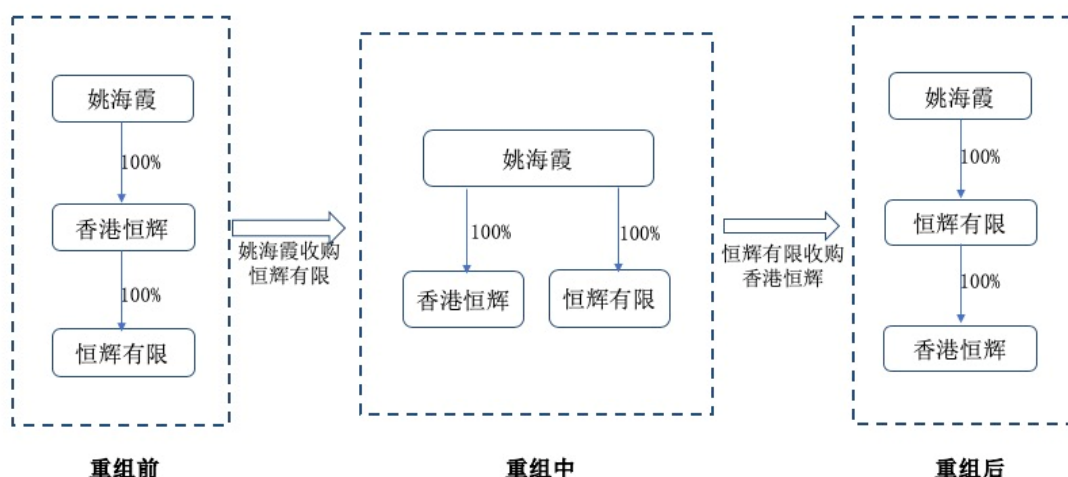 姚海霞
100%
香港恒辉
100%
恒辉有限
重组前
姚海霞收购
恒辉有限
姚海霞
100%
100%
香港恒辉
恒辉有限
重组中
恒辉有限收购
香港恒辉
姚海霞
100%
恒辉有限
100%
香港恒辉
重组后